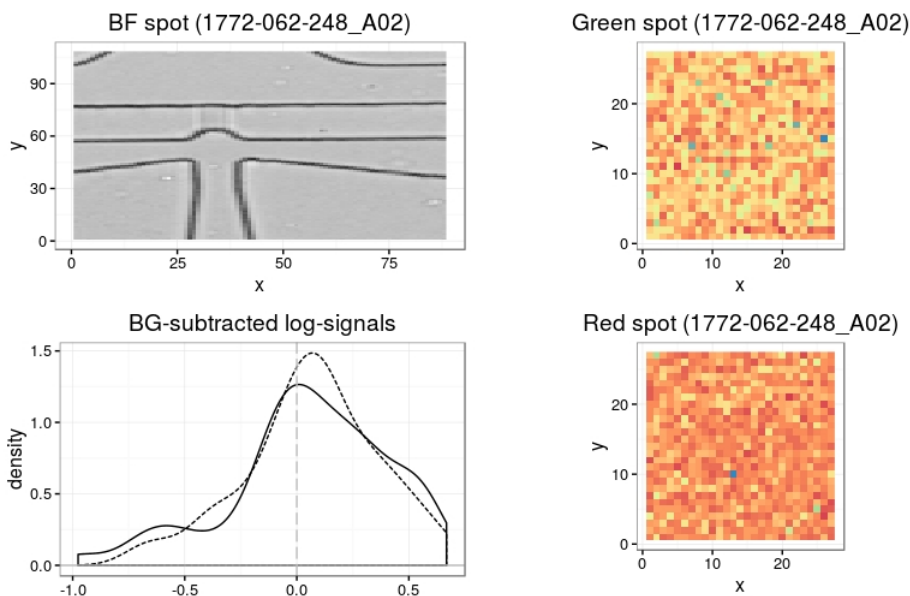 BF spot (1772-062-248_A02)
90
60
30
0
y
0 25 50 75
x
Green spot (1772-062-248_A02)
20
10
0
y
0 10 20
x
BG-subtracted log-signals
1.5
1.0
0.5
0.0
density
-1.0 -0.5 0.0 0.5
Red spot (1772-062-248_A02)
20
10
0
y
0 10 20
x